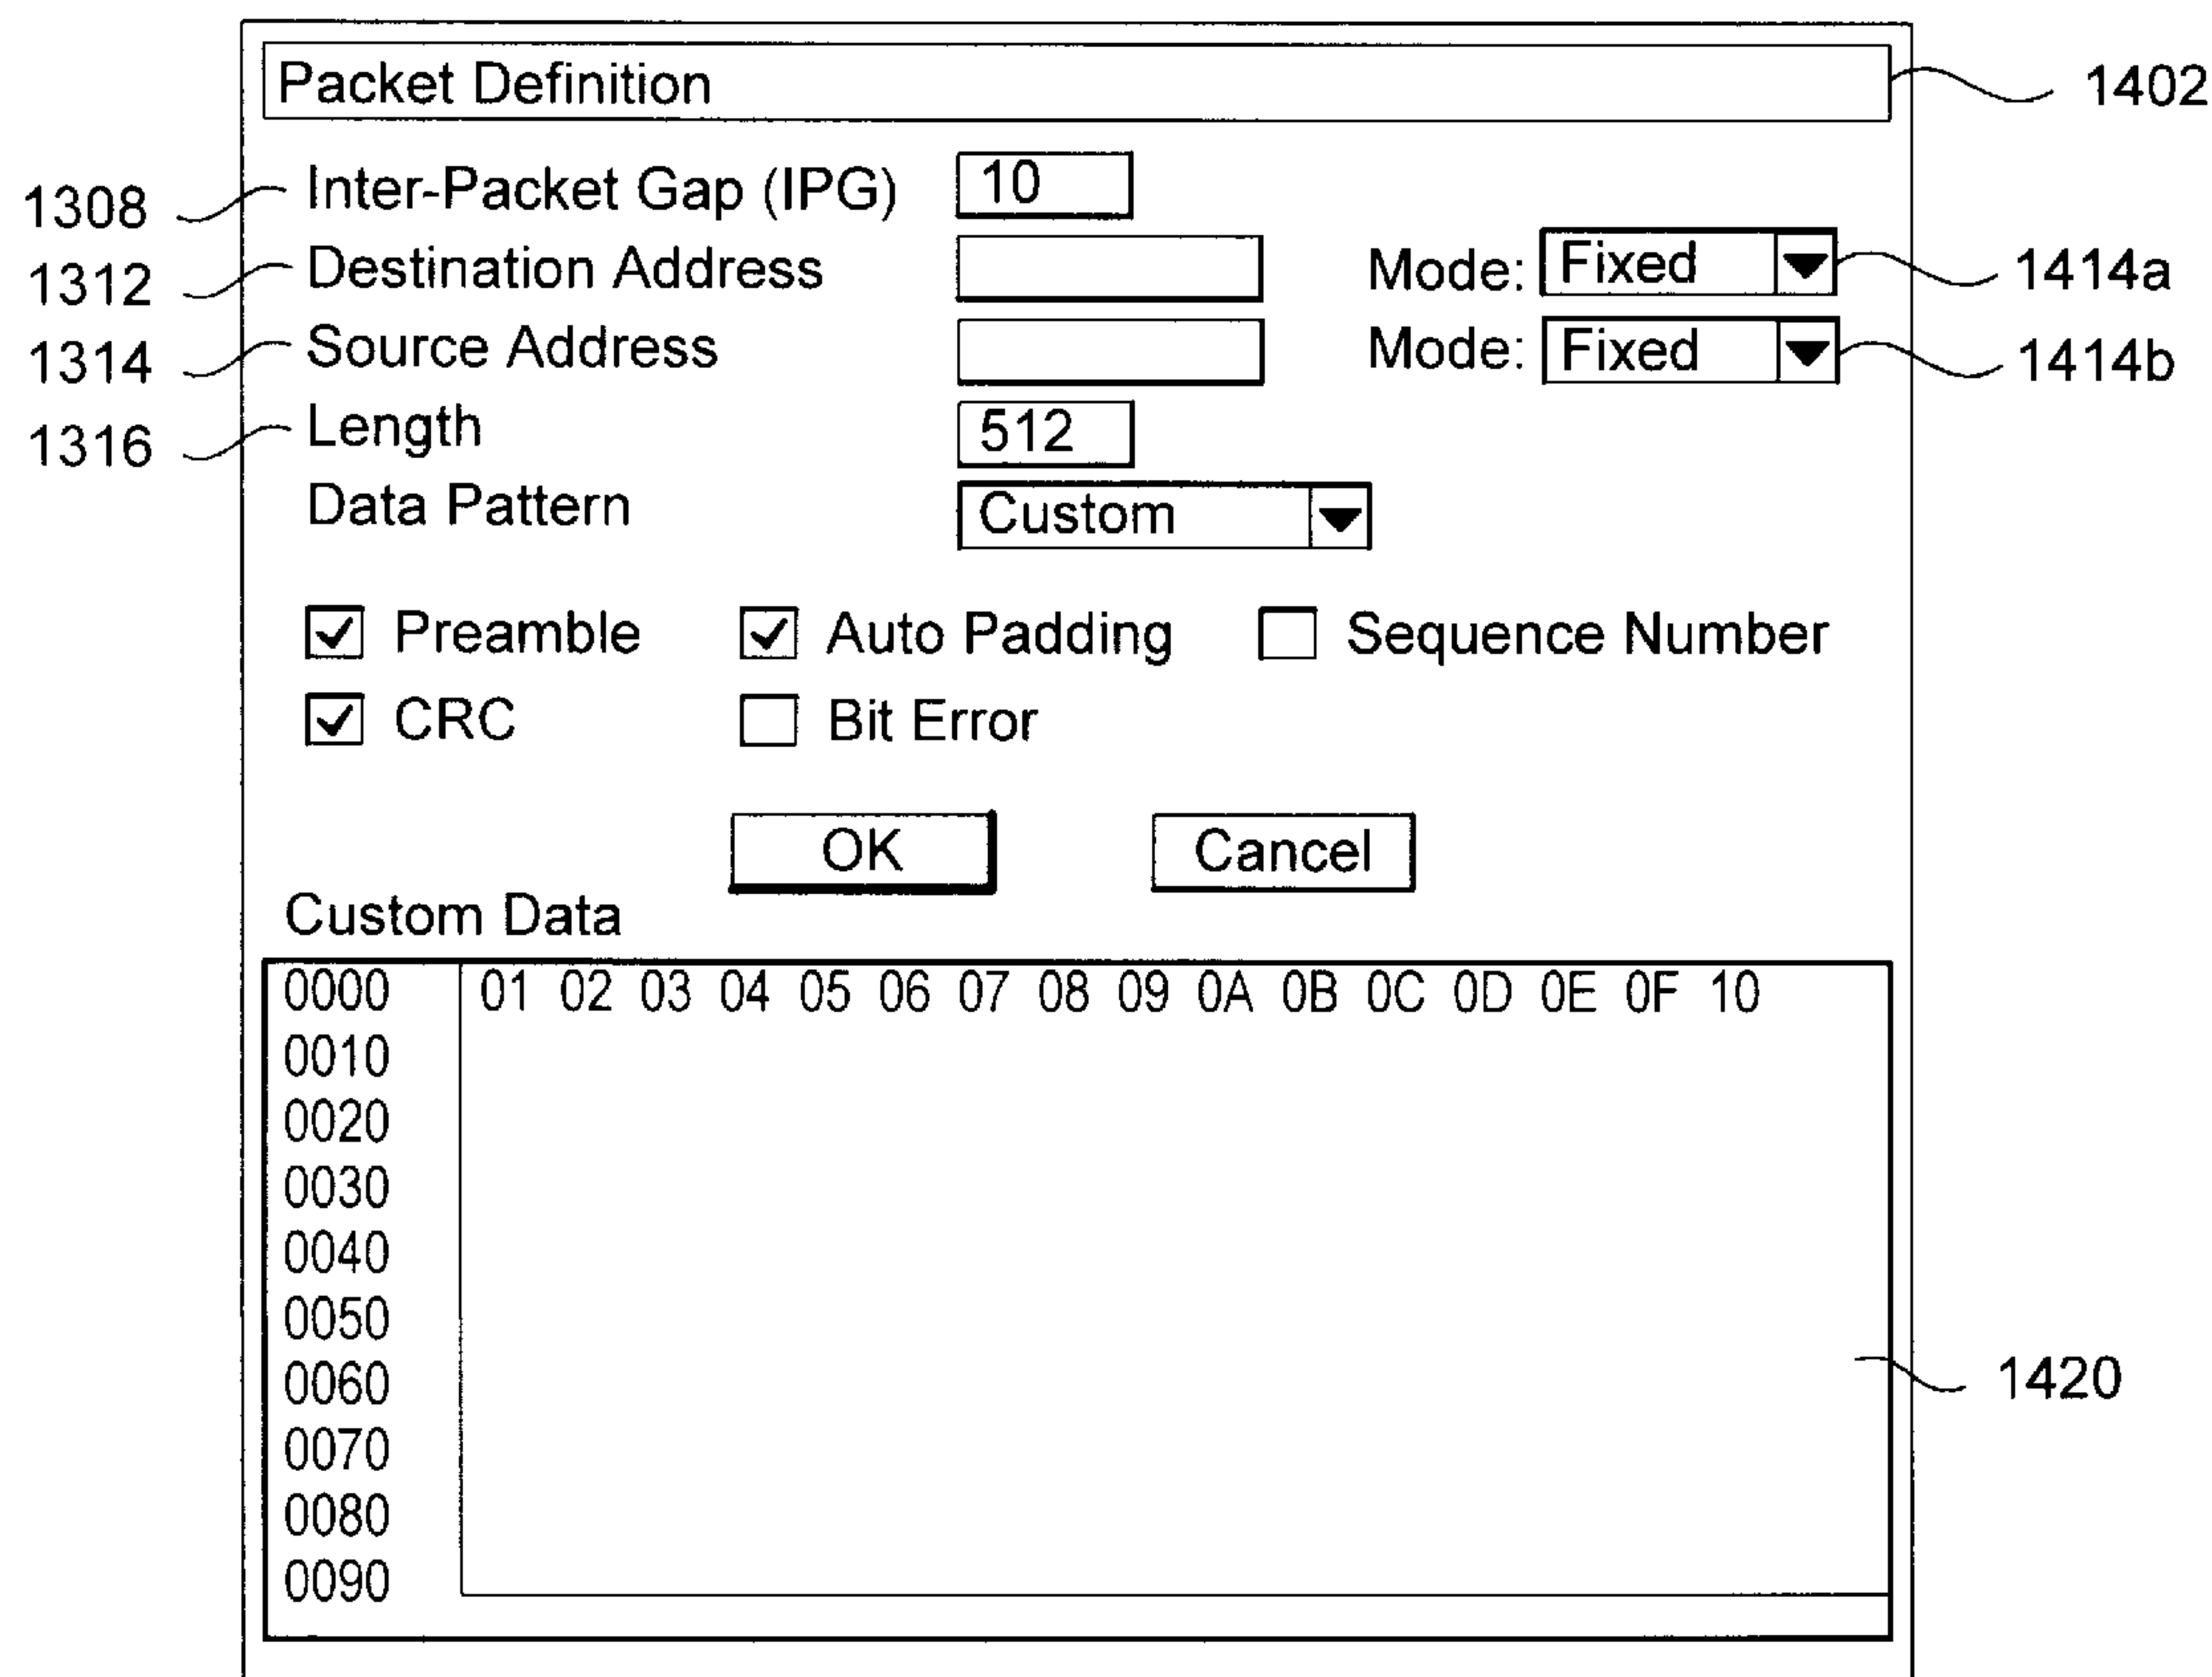 Packet Definition 1402
1308 Inter-Packet Gap (IPG) 10
1312 Destination Address Mode: Fixed 1414a
1314 Source Address Mode: Fixed 1414b
1316 Length 512
Data Pattern Custom
Preamble Auto Padding Sequence Number
CRC Bit Error
OK Cancel
Custom Data
0000 01 02 03 04 05 06 07 08 09 0A 0B 0C 0D 0E 0F 10
0010
0020
0030
0040
0050
0060 1420
0070
0080
0090